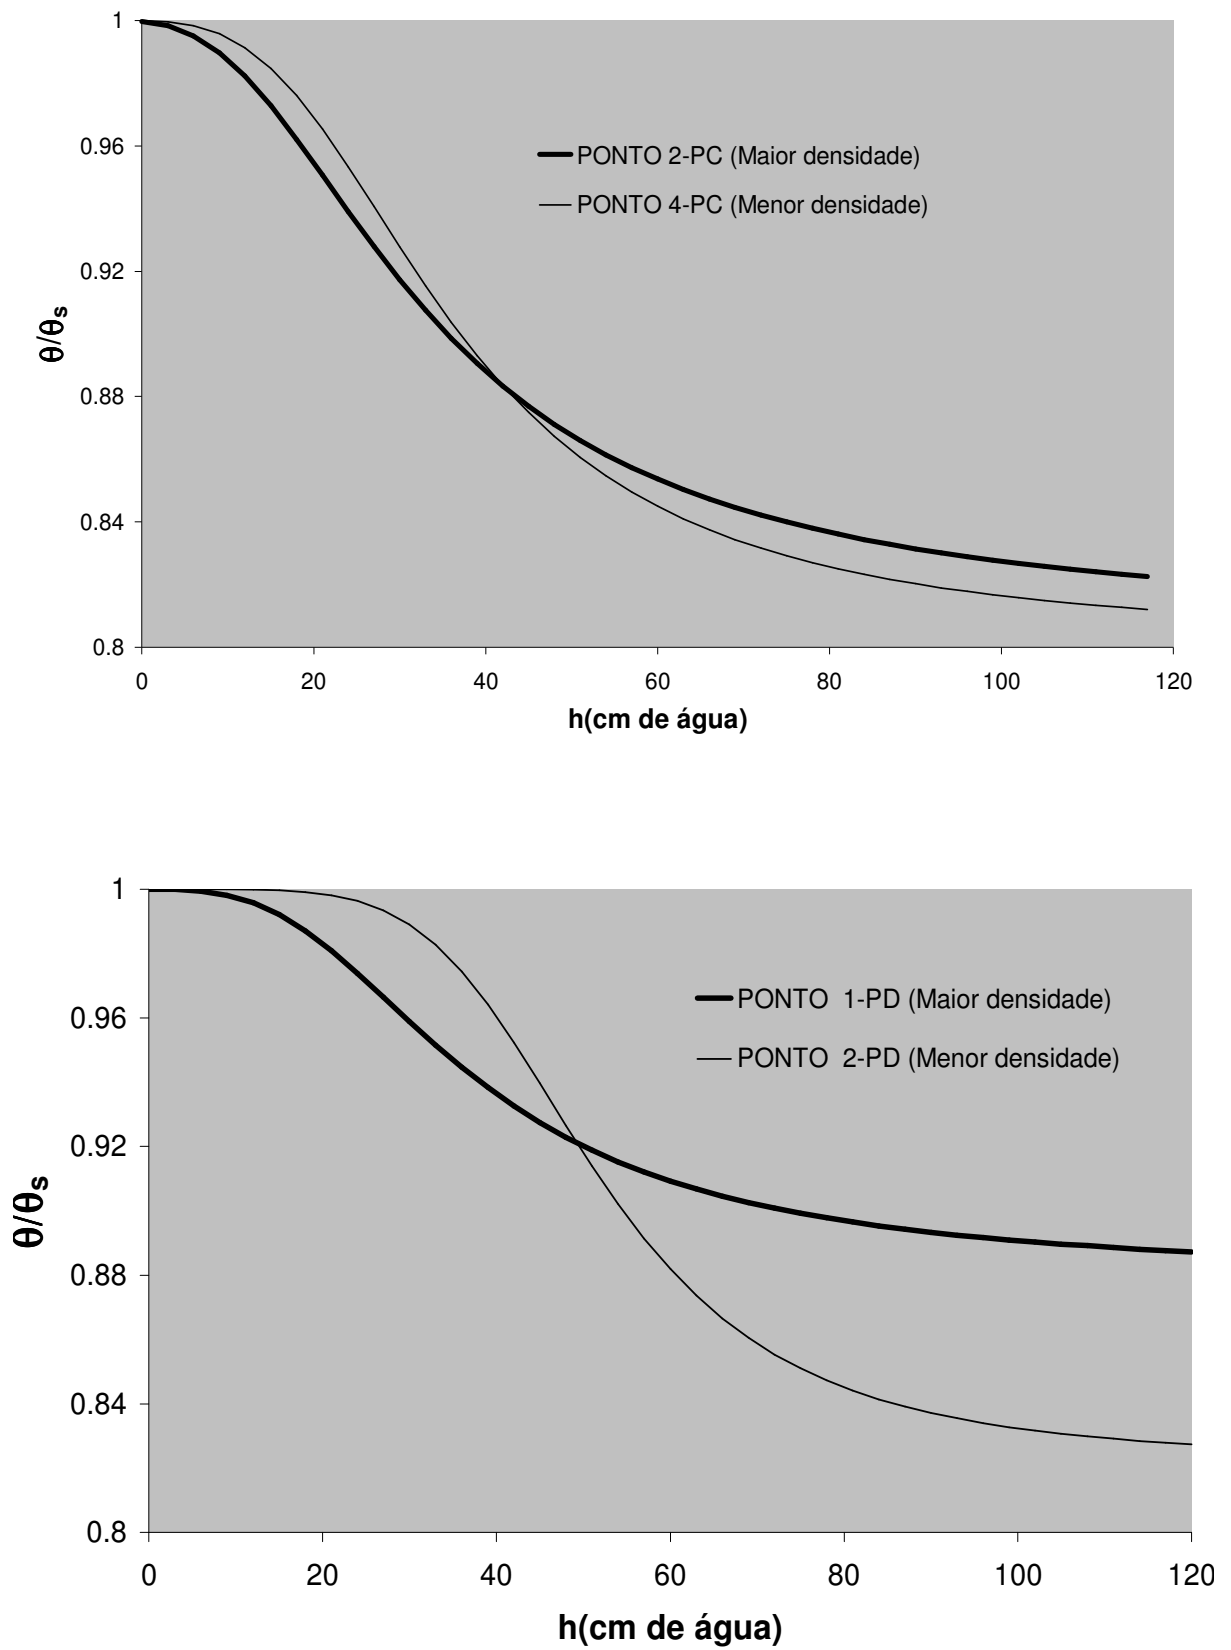 1
0.96
PONTO 2-PC (Maior densidade)
PONTO 4-PC (Menor densidade)
0.92
θ/θs
0.88
0.84
0.8
0 20 40 60 80 100 120
h(cm de água)
1
PONTO 1-PD (Maior densidade)
0.96
PONTO 2-PD (Menor densidade)
0.92
θ/θs
0.88
0.84
0.8
0 20 40 60 80 100 120
h(cm de água)